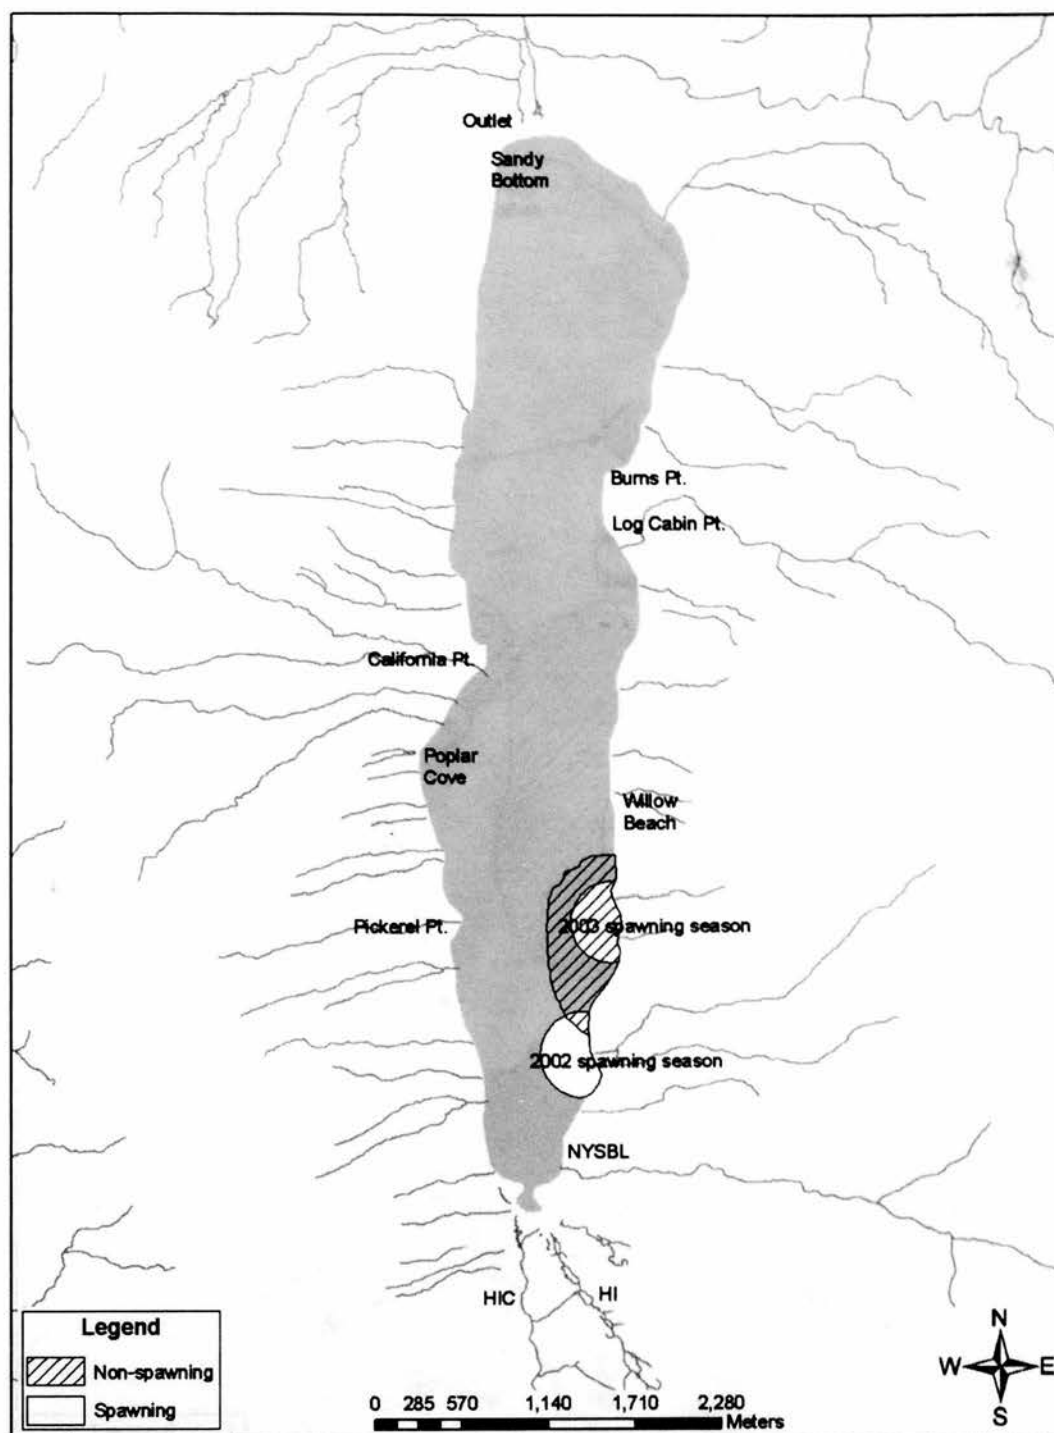 Outlet
Sandy
Bottom
Burns Pt.
Log Cabin Pt.
California Pt.
Poplar
Cove
Willow
Beach
Pickerel Pt.
2003 spawning season
2002 spawning season
NYSBL
HIC
HI
Legend
Non-spawning
Spawning
N
W
E
S
0 285 570 1,140 1,710 2,280
Meters